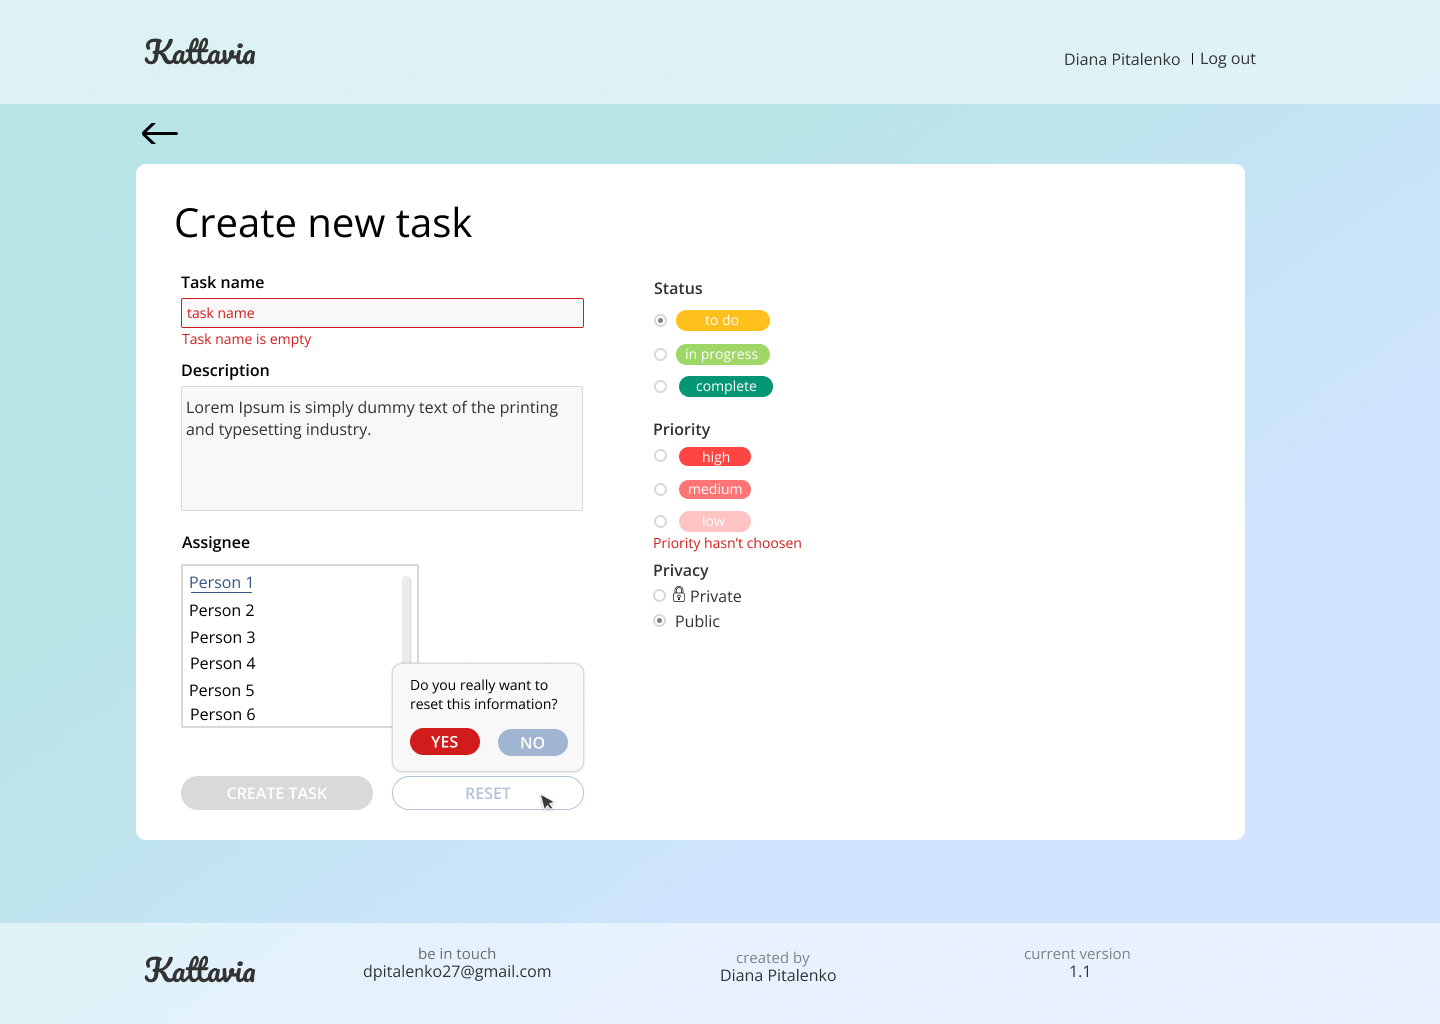 Kattavia
Diana Pitalenko | Log out
Create new task
Task name
task name
Task name is empty
Description
Lorem Ipsum is simply dummy text of the printing
and typesetting industry.
Assignee
Person 1
Person 2
Person 3
Person 4
Person 5
Person 6
Do you really want to
reset this information?
YES
NO
CREATE TASK
RESET
Status
to do
in progress
complete
Priority
high
medium
low
Priority hasn't choosen
Privacy
Private
Public
Kattavia
be in touch
dpitalenko27@gmail.com
created by
Diana Pitalenko
current version
1.1